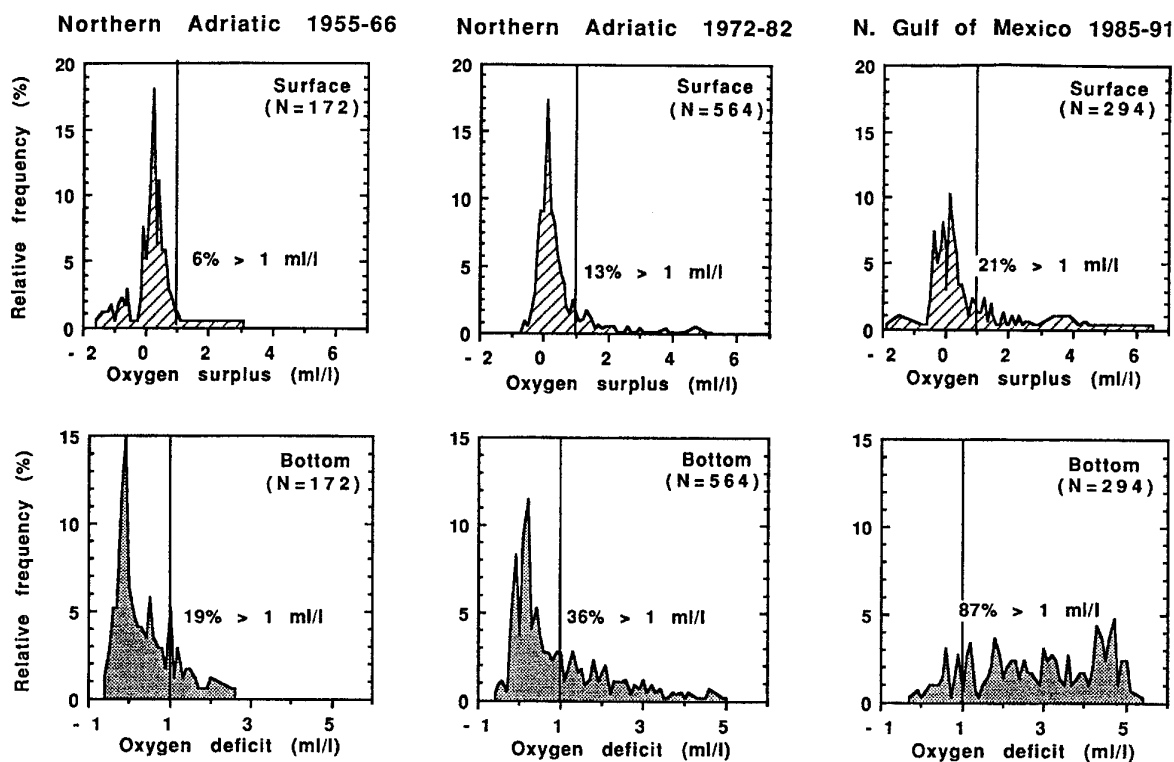 Northern Adriatic 1955-66
Northern Adriatic 1972-82
N. Gulf of Mexico 1985-91
Relative frequency (%)
20
15
10
5
0
Surface
(N=172)
6% > 1 ml/l
- 2 0 2 4 6
Oxygen surplus (ml/l)
20
15
10
5
0
Surface
(N=564)
13% > 1 ml/l
- 2 0 2 4 6
Oxygen surplus (ml/l)
20
15
10
5
0
Surface
(N=294)
21% > 1 ml/l
- 2 0 2 4 6
Oxygen surplus (ml/l)
Relative frequency (%)
15
10
5
0
Bottom
(N=172)
19% > 1 ml/l
- 1 1 3 5
Oxygen deficit (ml/l)
15
10
5
0
Bottom
(N=564)
36% > 1 ml/l
- 1 1 3 5
Oxygen deficit (ml/l)
15
10
5
0
Bottom
(N=294)
87% > 1 ml/l
- 1 1 3 5
Oxygen deficit (ml/l)